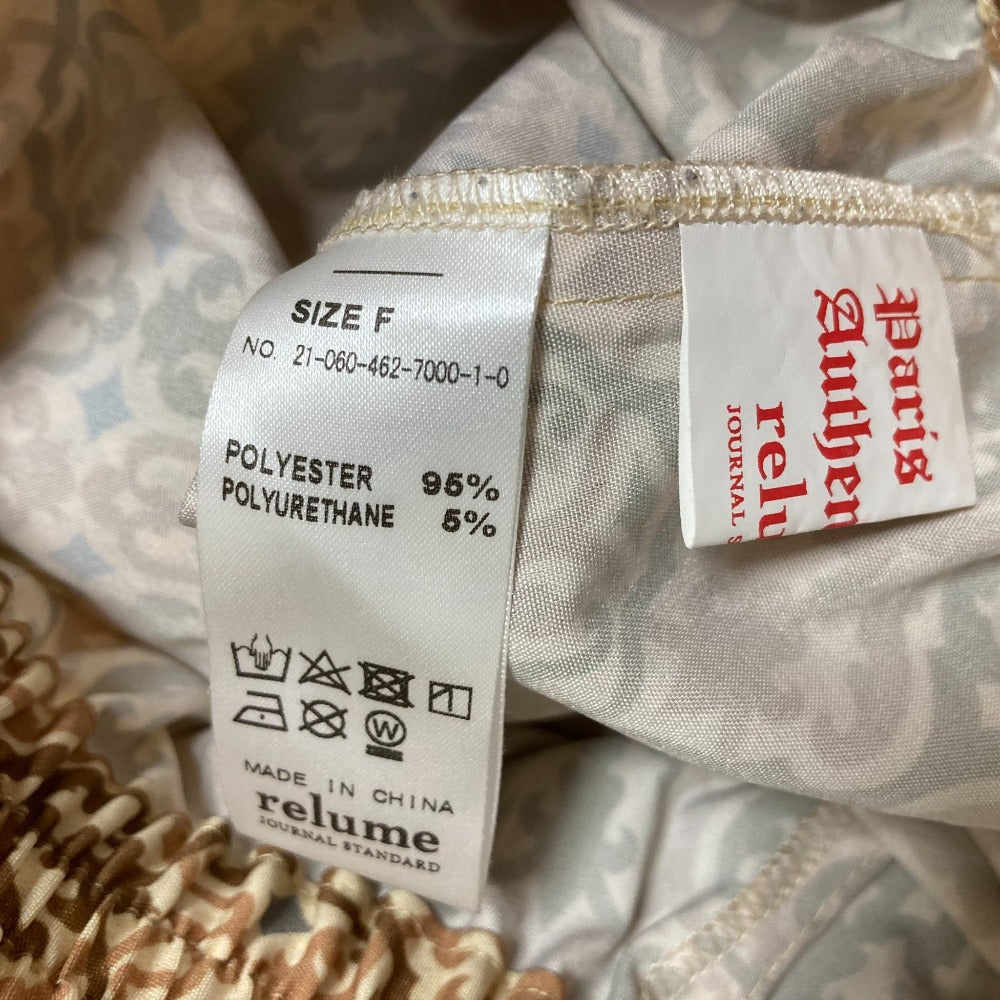 SIZE F
NO 21-060-462-7000-1-0
POLYESTER 95%
POLYURETHANE 5%
W
MADE IN CHINA
relume
JOURNAL STANDARD
Paris
Authen
relu
JOURNAL S